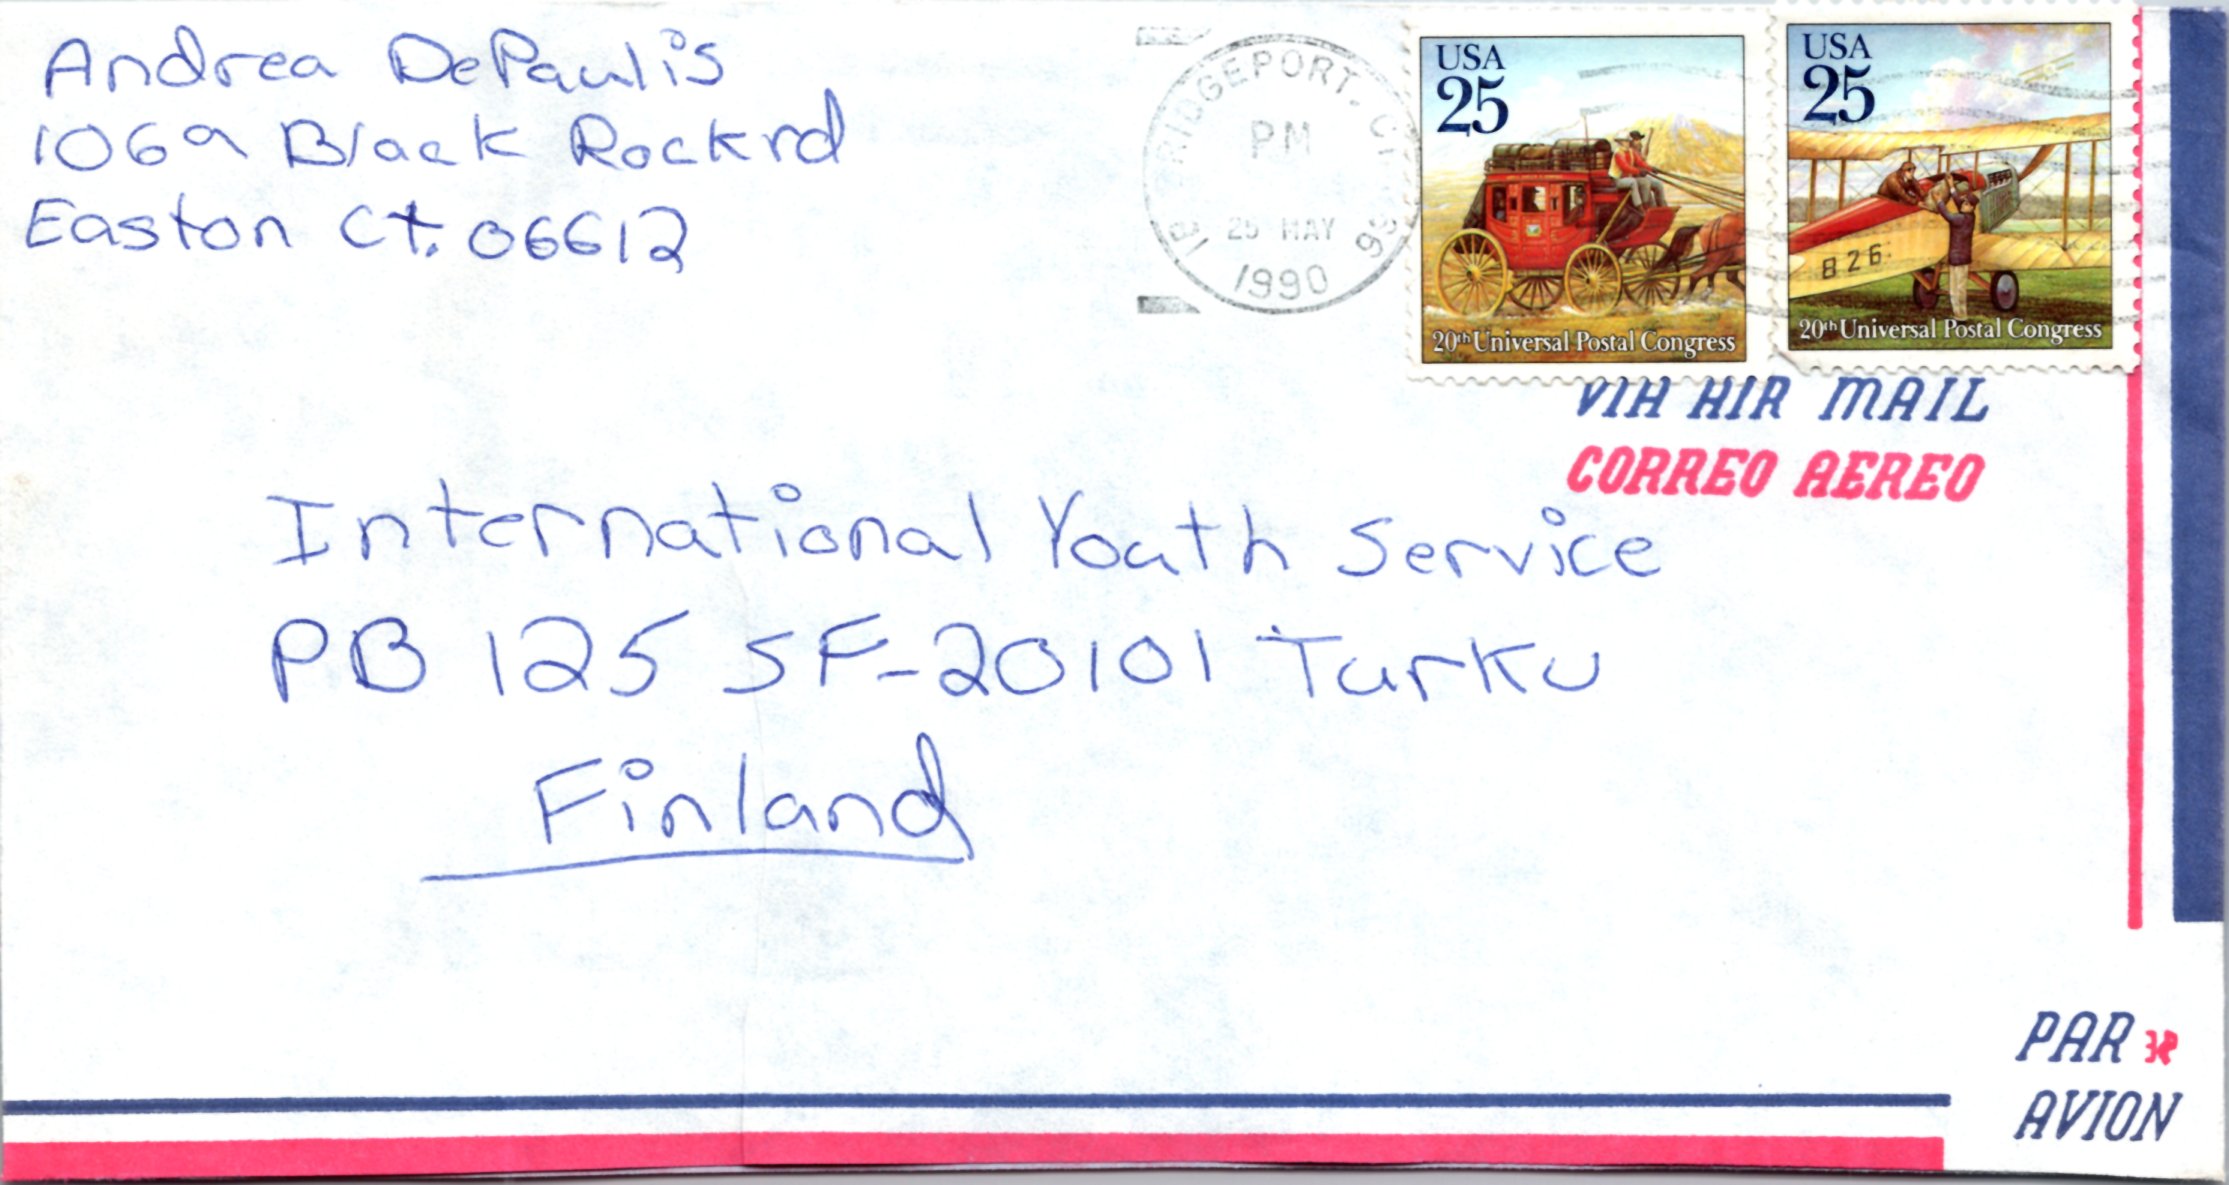 Andrea DePaulis
1069 Black Rock rd
Easton Ct. 06612
BRIDGEPORT, CT
PM
25 MAY
1990
USA
25
20th Universal Postal Congress
USA
25
B 26
20th Universal Postal Congress
VIA AIR MAIL
CORREO AEREO
International Youth Service
PB 125 SF-20101 Turku
Finland
PAR
AVION